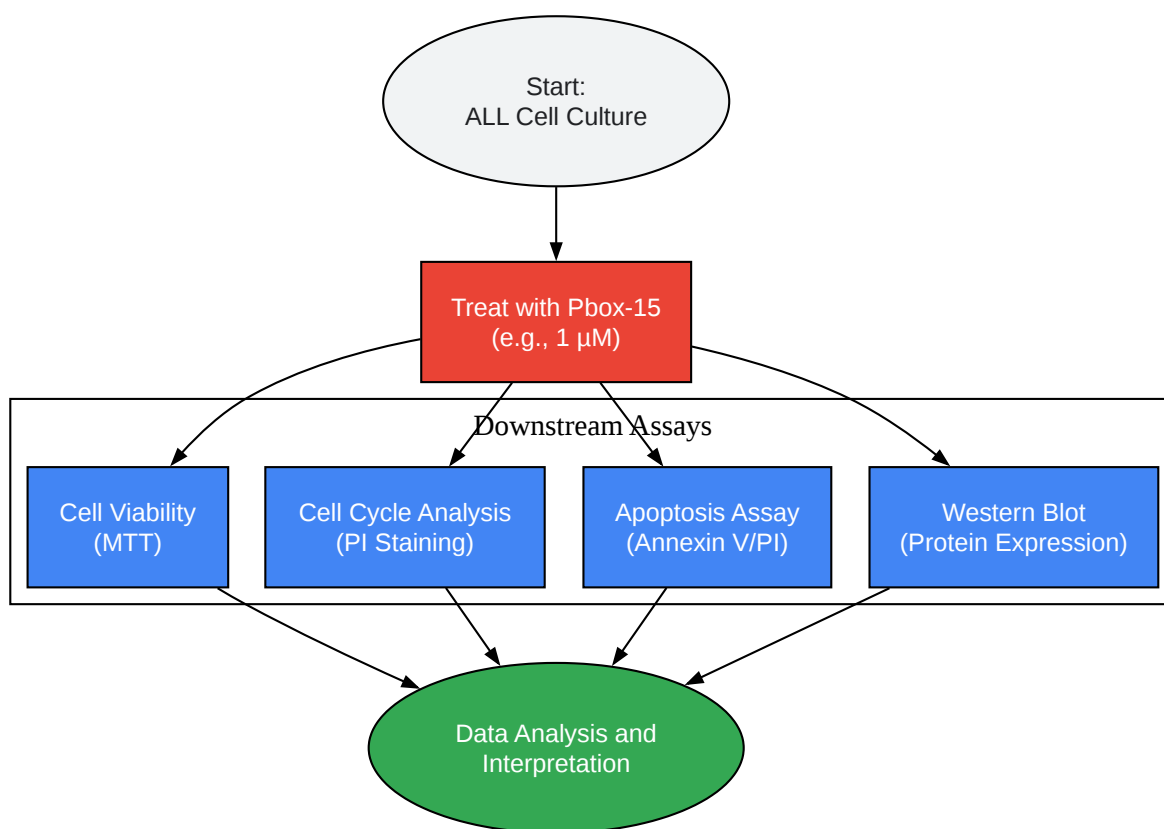 Start:
ALL Cell Culture
Treat with Pbox-15
(e.g., 1 µM)
Downstream Assays
Cell Viability
(MTT)
Cell Cycle Analysis
(PI Staining)
Apoptosis Assay
(Annexin V/PI)
Western Blot
(Protein Expression)
Data Analysis and
Interpretation